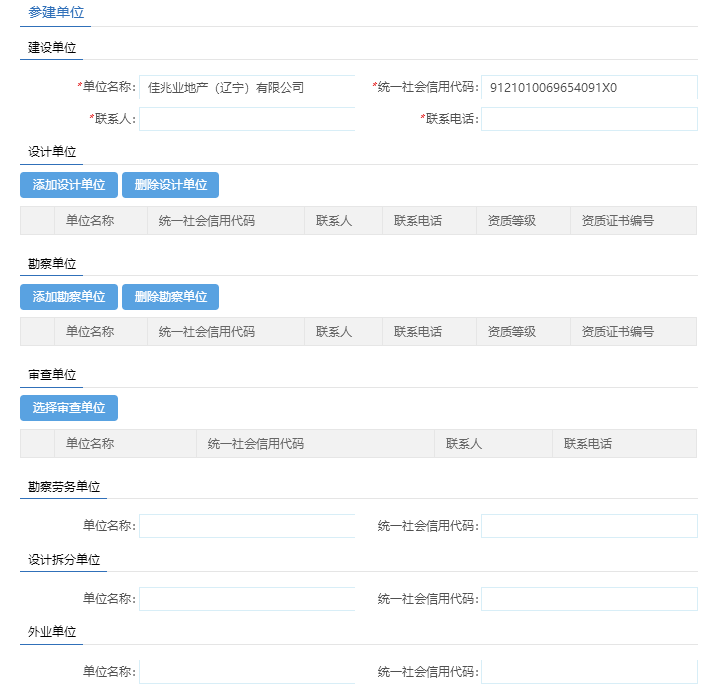 参建单位
建设单位
*单位名称: 佳兆业地产（辽宁）有限公司 *统一社会信用代码: 9121010069654091X0
*联系人: *联系电话:
设计单位
添加设计单位 删除设计单位
单位名称 统一社会信用代码 联系人 联系电话 资质等级 资质证书编号
勘察单位
添加勘察单位 删除勘察单位
单位名称 统一社会信用代码 联系人 联系电话 资质等级 资质证书编号
审查单位
选择审查单位
单位名称 统一社会信用代码 联系人 联系电话
勘察劳务单位
单位名称: 统一社会信用代码:
设计拆分单位
单位名称: 统一社会信用代码:
外业单位
单位名称: 统一社会信用代码: